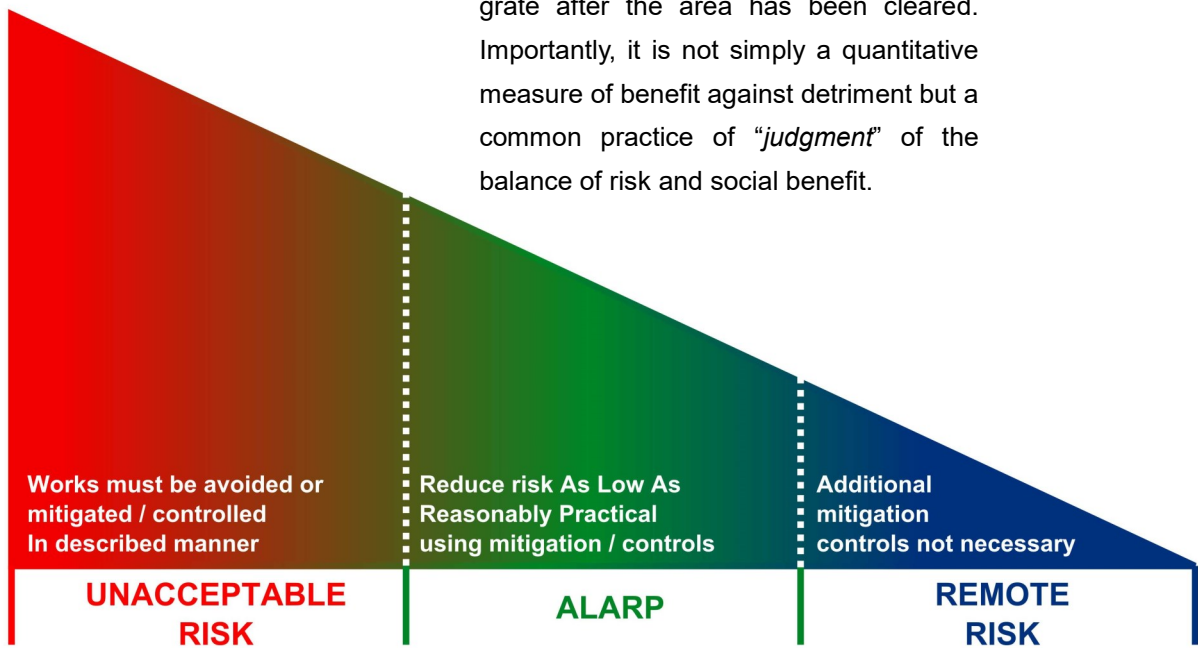 grate after the area has been cleared.
Importantly, it is not simply a quantitative
measure of benefit against detriment but a
common practice of “judgment” of the
balance of risk and social benefit.
Works must be avoided or
mitigated / controlled
In described manner
Reduce risk As Low As
Reasonably Practical
using mitigation / controls
Additional
mitigation
controls not necessary
UNACCEPTABLE
RISK
ALARP
REMOTE
RISK